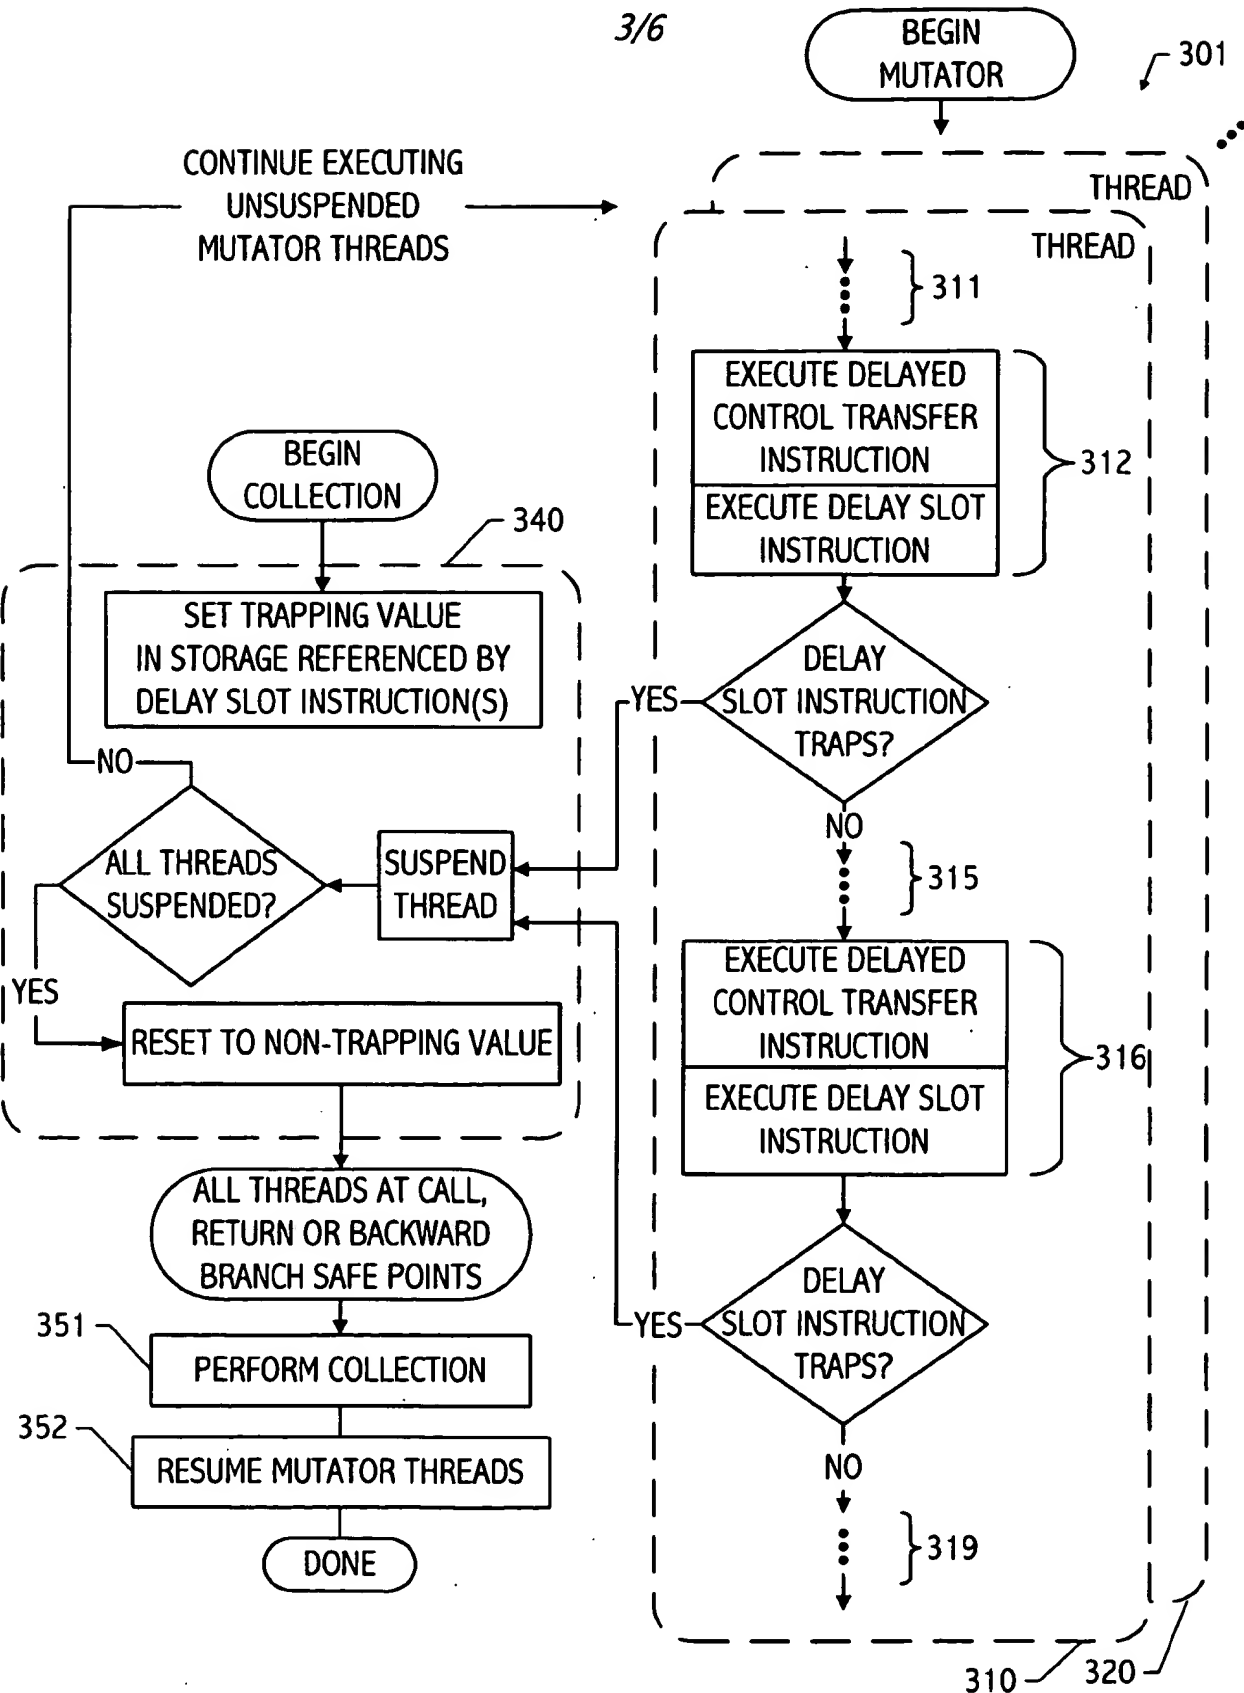 3/6
BEGIN
MUTATOR
301
CONTINUE EXECUTING
UNSUSPENDED
MUTATOR THREADS
THREAD
THREAD
311
EXECUTE DELAYED
CONTROL TRANSFER
INSTRUCTION
EXECUTE DELAY SLOT
INSTRUCTION
312
BEGIN
COLLECTION
340
SET TRAPPING VALUE
IN STORAGE REFERENCED BY
DELAY SLOT INSTRUCTION(S)
DELAY
SLOT INSTRUCTION
TRAPS?
YES
NO
NO
ALL THREADS
SUSPENDED?
SUSPEND
THREAD
315
YES
RESET TO NON-TRAPPING VALUE
EXECUTE DELAYED
CONTROL TRANSFER
INSTRUCTION
EXECUTE DELAY SLOT
INSTRUCTION
316
ALL THREADS AT CALL,
RETURN OR BACKWARD
BRANCH SAFE POINTS
DELAY
SLOT INSTRUCTION
TRAPS?
YES
351
PERFORM COLLECTION
352
RESUME MUTATOR THREADS
NO
DONE
319
310
320